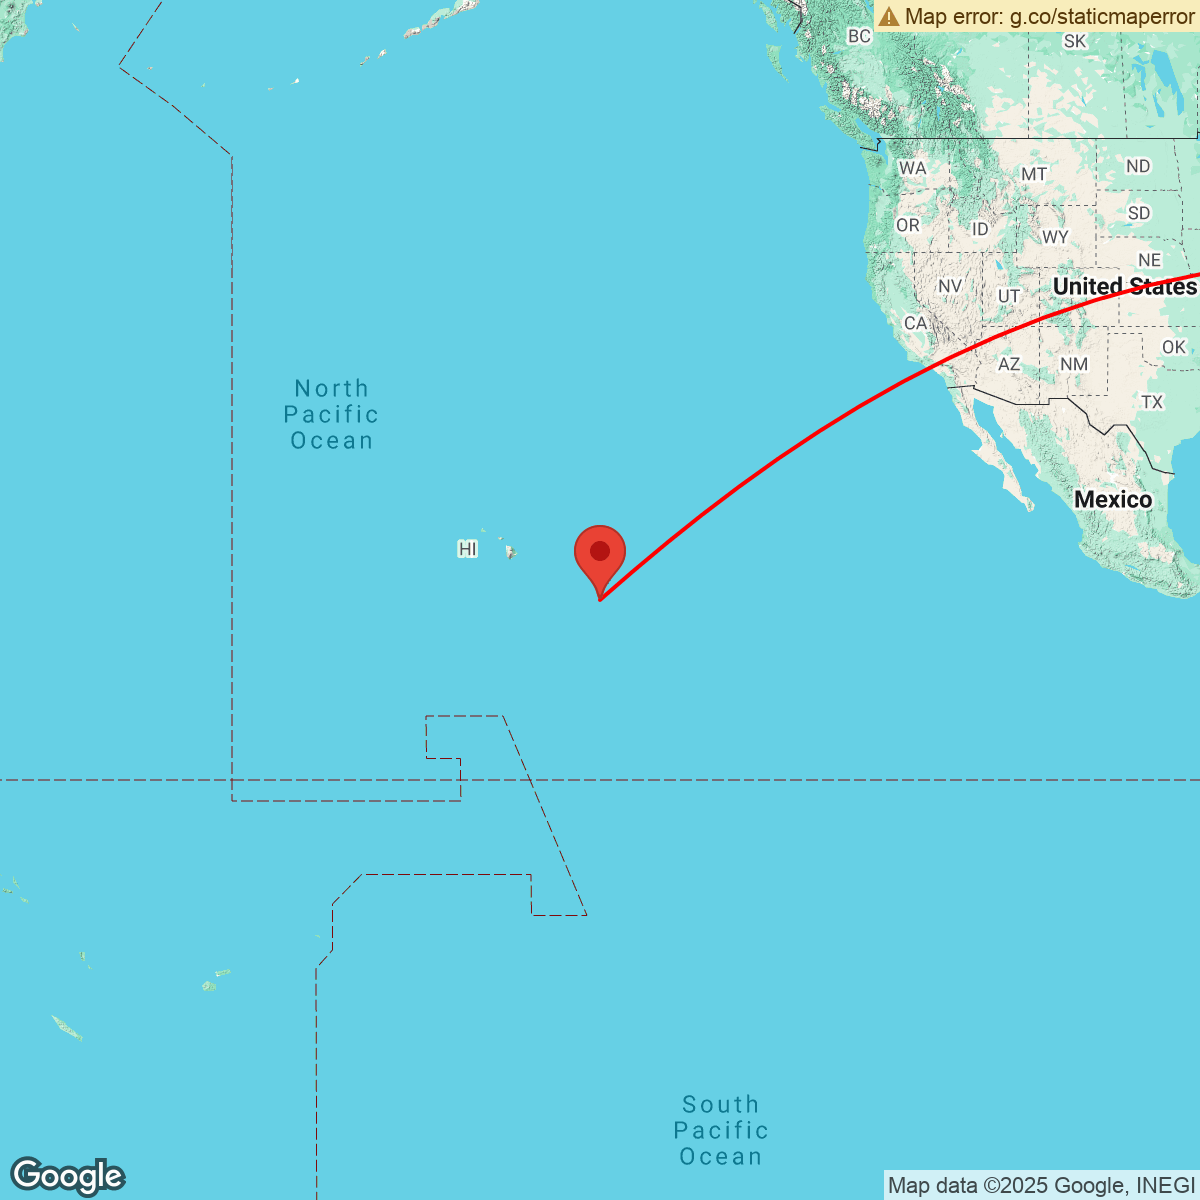 Map error: g.co/staticmaperror
BC
SK
WA
MT
ND
OR
ID
SD
WY
NE
NV
UT
United States
CA
OK
AZ
NM
TX
North
Pacific
Ocean
Mexico
HI
South
Pacific
Ocean
Google
Map data ©2025 Google, INEGI